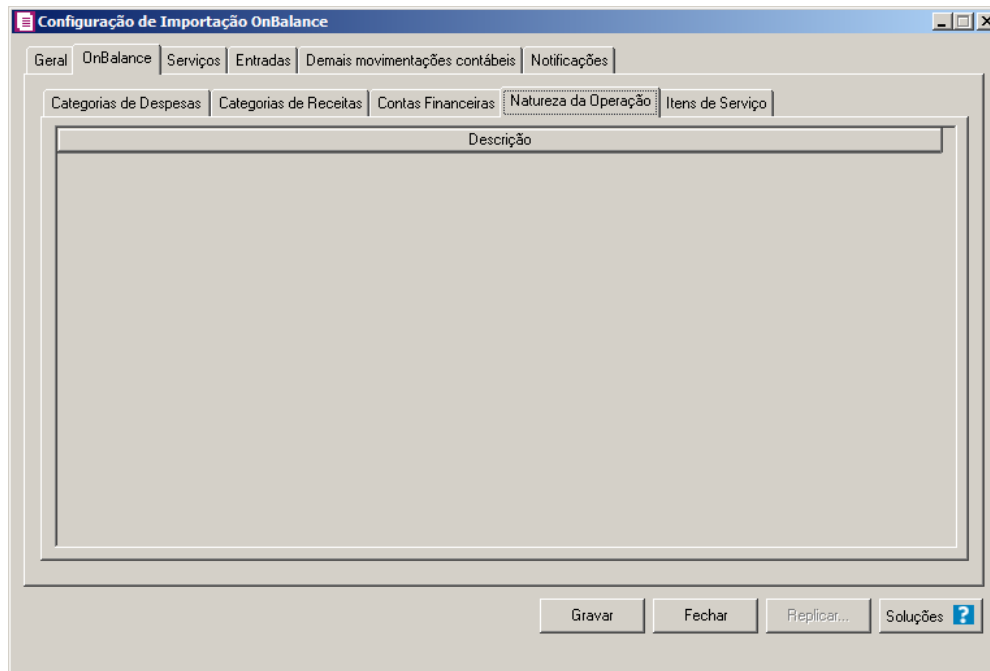 Configuração de Importação OnBalance
Geral OnBalance Serviços Entradas Demais movimentações contábeis Notificações
Categorias de Despesas Categorias de Receitas Contas Financeiras Natureza da Operação Itens de Serviço
Descrição
Gravar Fechar Replicar... Soluções ?